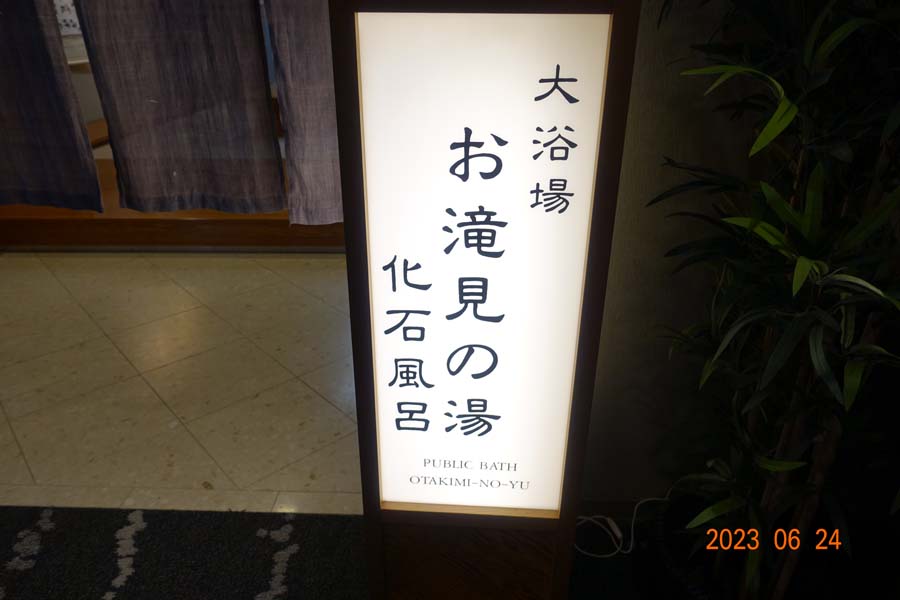 大浴場
お滝見の湯
化石風呂
PUBLIC BATH
OTAKIMI-NO-YU
2023 06 24